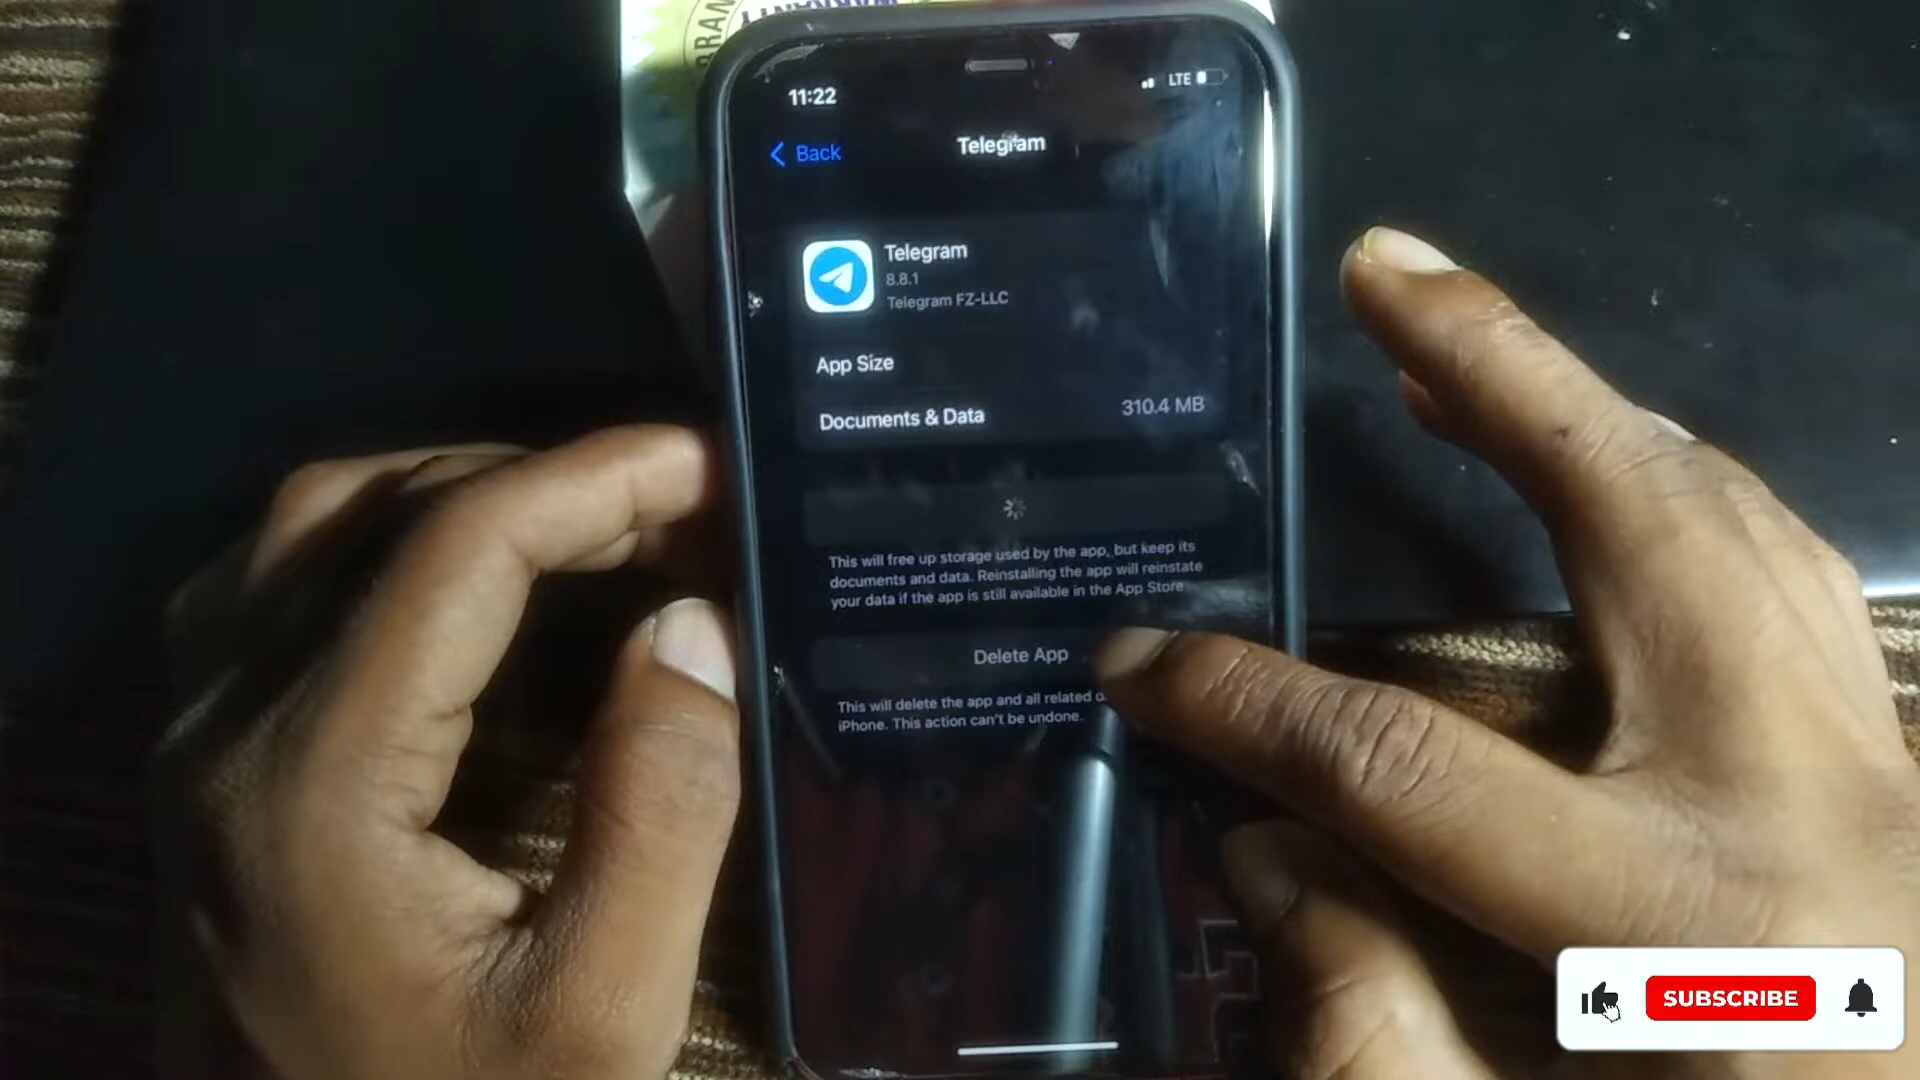 WARRANTY
11:22
LTE
Back
Telegram
Telegram
8.8.1
Telegram FZ-LLC
App Size
Documents & Data
310.4 MB
This will free up storage used by the app, but keep its
documents and data. Reinstalling the app will reinstate
your data if the app is still available in the App Store
Delete App
This will delete the app and all related
iPhone. This action can't be undone.
SUBSCRIBE